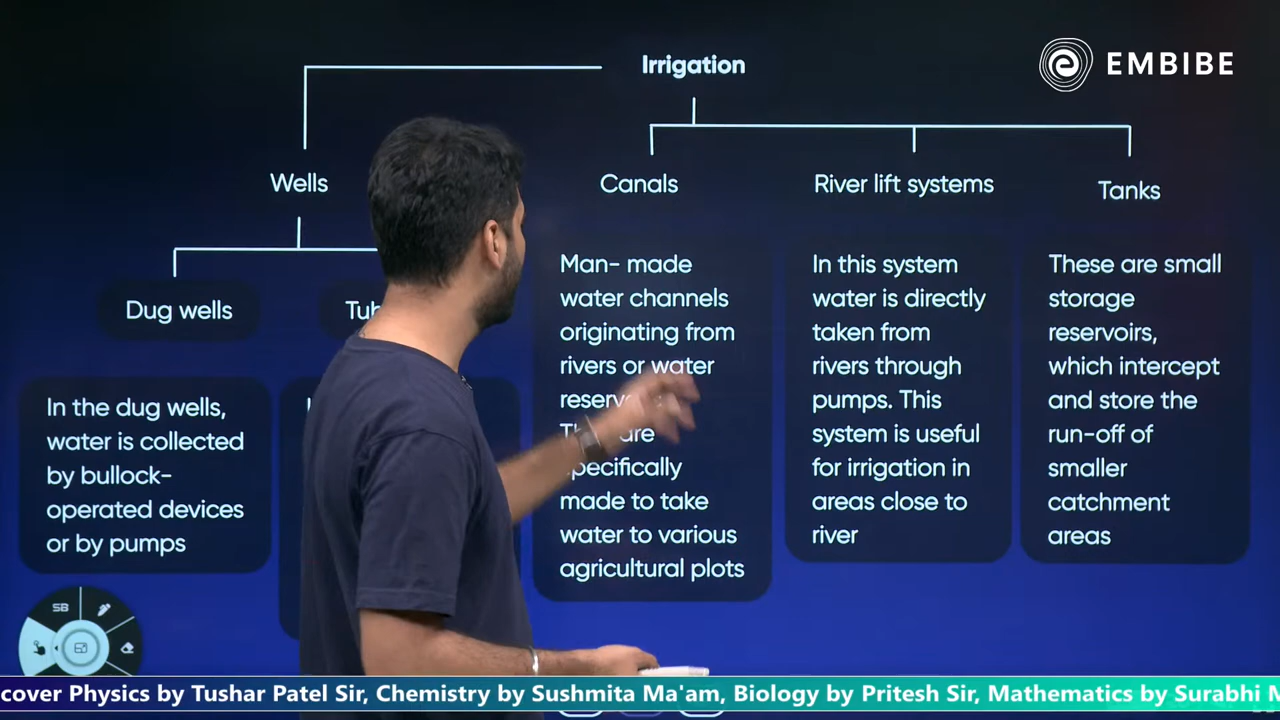 Irrigation
EMBIBE
Wells
Canals
River lift systems
Tanks
Dug wells
In the dug wells,
water is collected
by bullock-
operated devices
or by pumps
Man- made
water channels
originating from
rivers or water
are
specifically
made to take
water to various
agricultural plots
In this system
water is directly
taken from
rivers through
pumps. This
system is useful
for irrigation in
areas close to
river
These are small
storage
reservoirs,
which intercept
and store the
run-off of
smaller
catchment
areas
SB
cover Physics by Tushar Patel Sir, Chemistry by Sushmita Ma'am, Biology by Pritesh Sir, Mathematics by Surabhi M